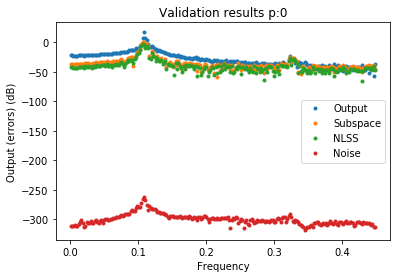 Validation results p:0
Output (errors) (dB)
0
−50
−100
−150
−200
−250
−300
Output
Subspace
NLSS
Noise
0.0
0.1
0.2
0.3
0.4
Frequency